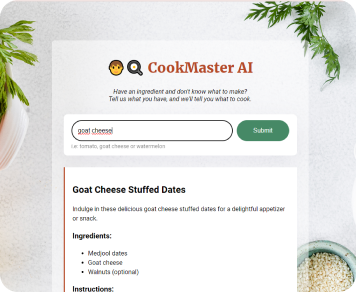 CookMaster AI
Have an ingredient and don't know what to make?
Tell us what you have, and we'll tell you what to cook.
goat cheese
Submit
i.e: tomato, goat cheese or watermelon
Goat Cheese Stuffed Dates
Indulge in these delicious goat cheese stuffed dates for a delightful appetizer
or snack.
Ingredients:
Medjool dates
Goat cheese
Walnuts (optional)
Instructions: